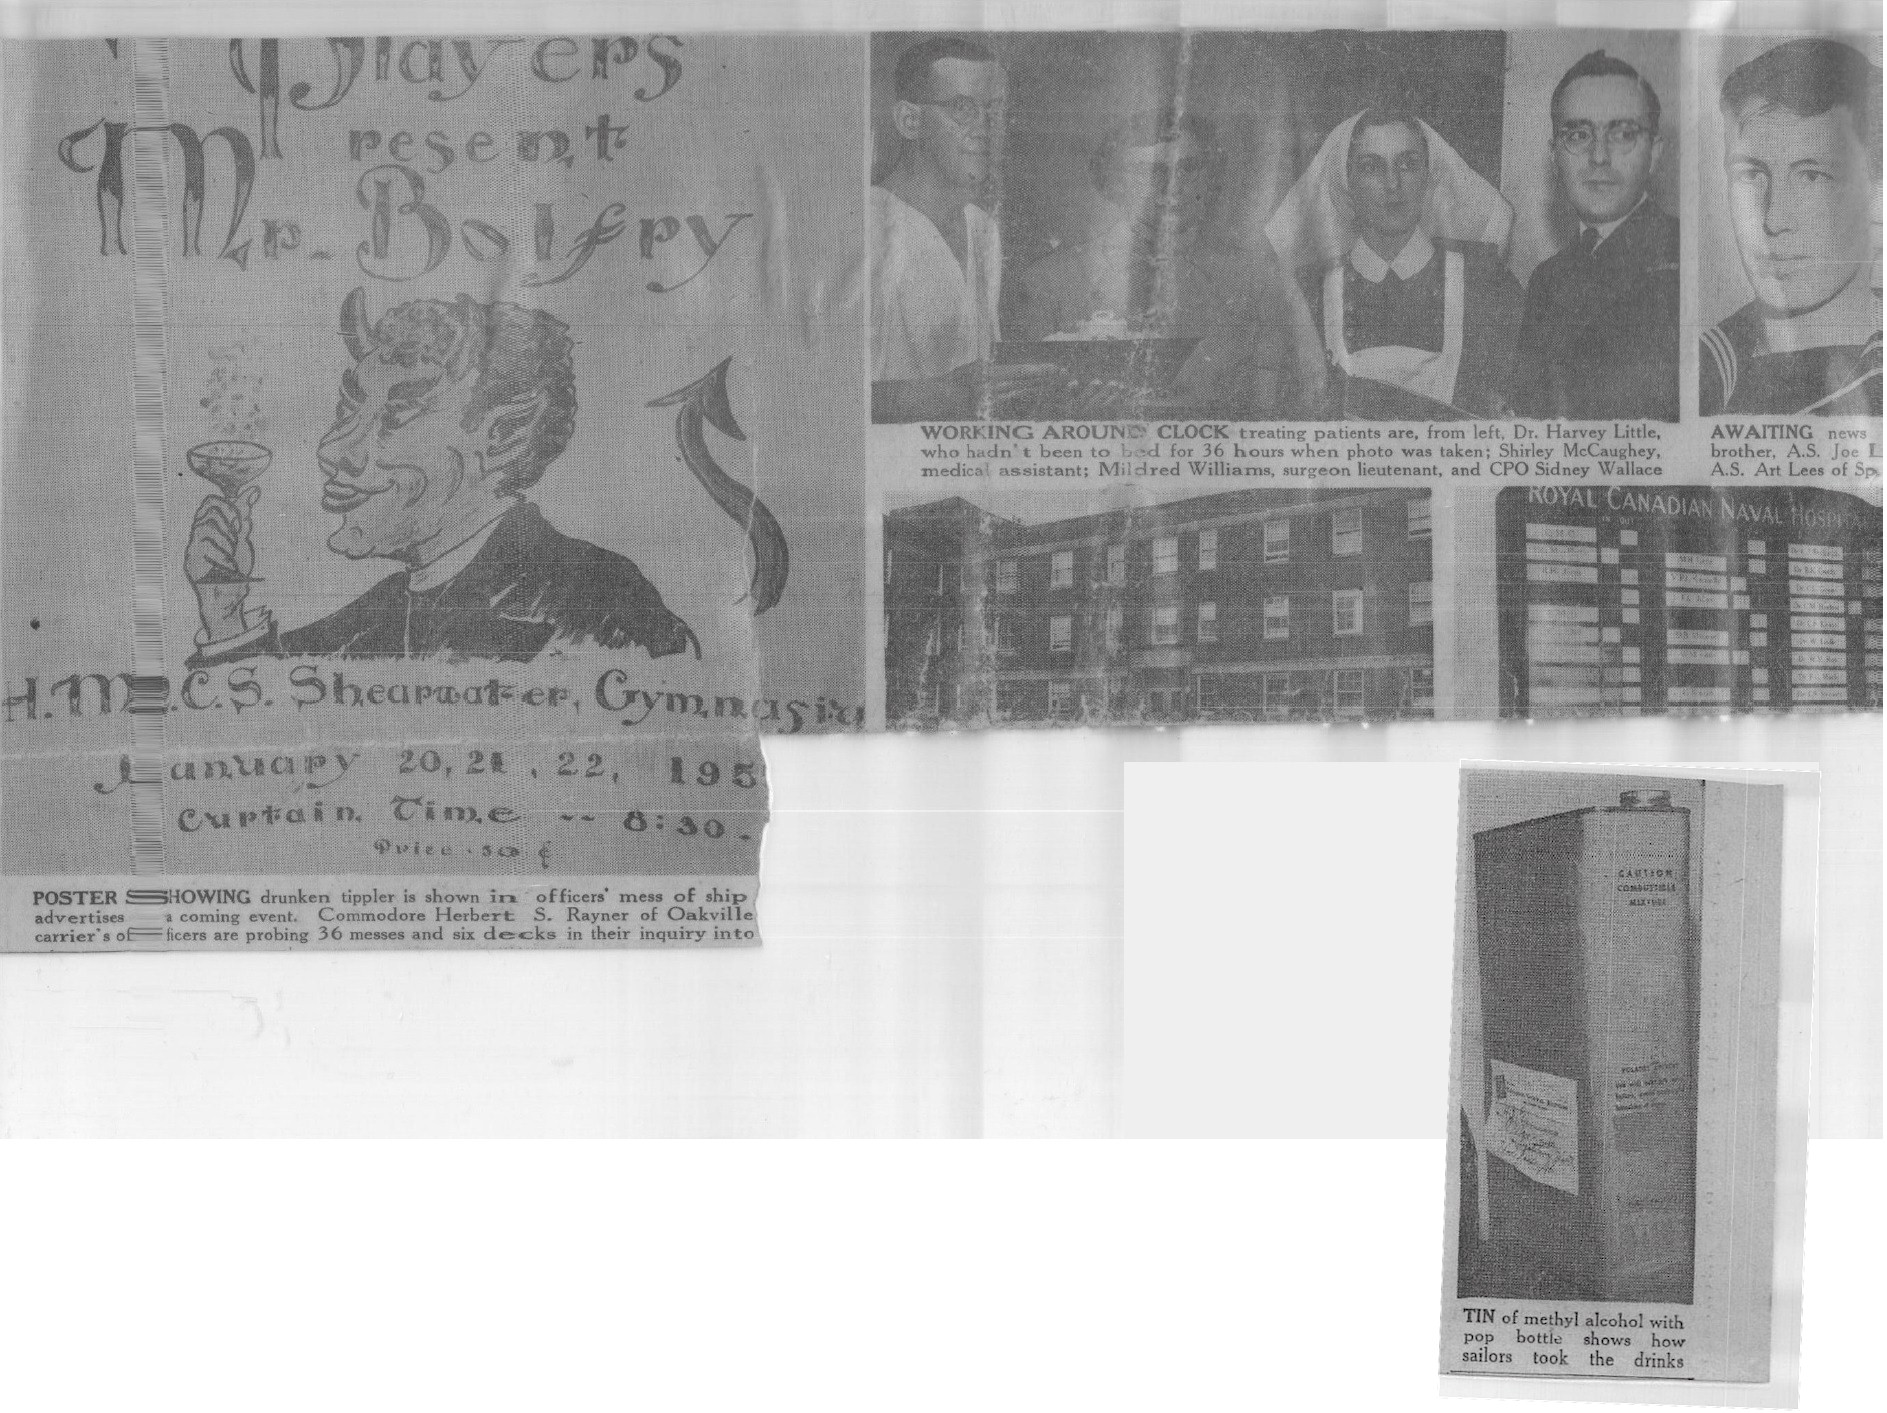 Players
Present
Mr. Bolfry
H.M.C.S. Shearwater, Gymnasiu
January 20, 21, 22, 195
Curtain Time -- 8:30.
Price .50 ¢
POSTER SHOWING drunken tippler is shown in officers' mess of ship
advertises a coming event. Commodore Herbert S. Rayner of Oakville
carrier's officers are probing 36 messes and six decks in their inquiry into
WORKING AROUND CLOCK treating patients are, from left, Dr. Harvey Little,
who hadn't been to bed for 36 hours when photo was taken; Shirley McCaughey,
medical assistant; Mildred Williams, surgeon lieutenant, and CPO Sidney Wallace
AWAITING news
brother, A.S. Joe L
A.S. Art Lees of Sp
ROYAL CANADIAN NAVAL HOSPITAL
IN OUT
CAUTION
COMBUSTIBLE
MIXTURE
TIN of methyl alcohol with
pop bottle shows how
sailors took the drinks